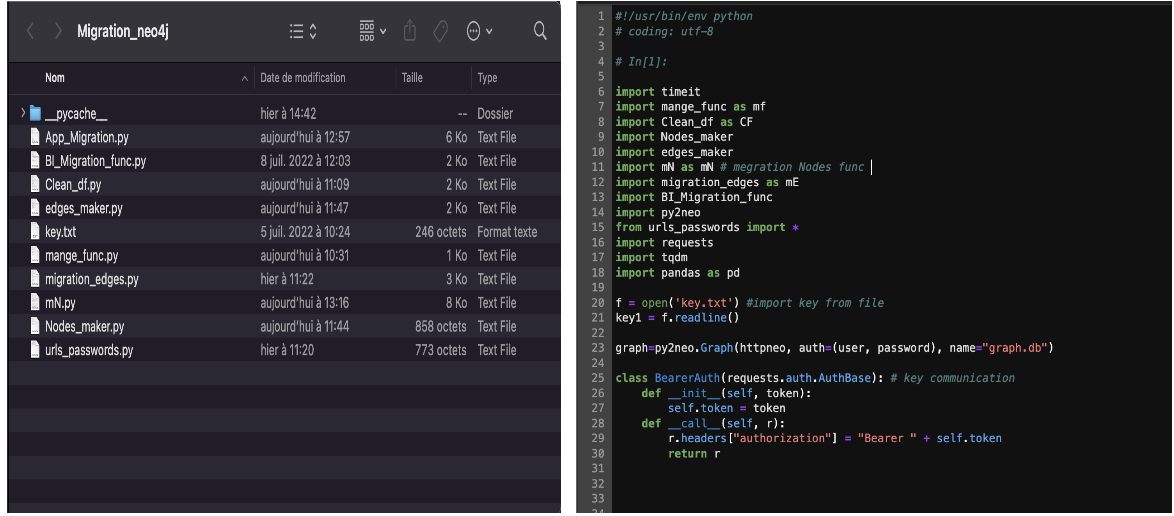 Migration_neo4j
Nom Date de modification Taille Type
__pycache__ hier à 14:42 -- Dossier
App_Migration.py aujourd'hui à 12:57 6 Ko Text File
BI_Migration_func.py 8 juil. 2022 à 12:03 2 Ko Text File
Clean_df.py aujourd'hui à 11:09 2 Ko Text File
edges_maker.py aujourd'hui à 11:47 2 Ko Text File
key.txt 5 juil. 2022 à 10:24 246 octets Format texte
mange_func.py aujourd'hui à 10:31 1 Ko Text File
migration_edges.py hier à 11:22 3 Ko Text File
mN.py aujourd'hui à 13:16 8 Ko Text File
Nodes_maker.py aujourd'hui à 11:44 858 octets Text File
urls_passwords.py hier à 11:20 773 octets Text File
1 #!/usr/bin/env python
2 # coding: utf-8
3
4 # In[1]:
5
6 import timeit
7 import mange_func as mf
8 import Clean_df as CF
9 import Nodes_maker
10 import edges_maker
11 import mN as mN # megration Nodes func
12 import migration_edges as mE
13 import BI_Migration_func
14 import py2neo
15 from urls_passwords import *
16 import requests
17 import tqdm
18 import pandas as pd
19
20 f = open('key.txt') #import key from file
21 key1 = f.readline()
22
23 graph=py2neo.Graph(httpneo, auth=(user, password), name="graph.db")
24
25 class BearerAuth(requests.auth.AuthBase): # key communication
26 def __init__(self, token):
27 self.token = token
28 def __call__(self, r):
29 r.headers["authorization"] = "Bearer " + self.token
30 return r
31
32
33
34